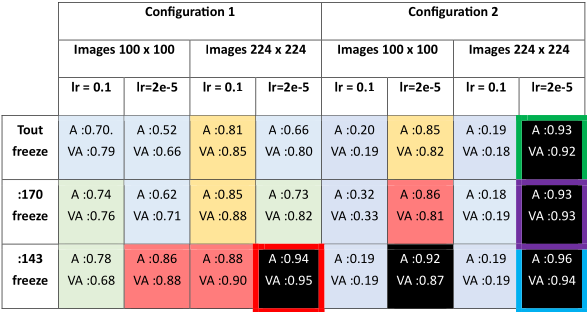 Configuration 1 Configuration 2
Images 100 x 100 Images 224 x 224 Images 100 x 100 Images 224 x 224
lr = 0.1 lr=2e-5 lr = 0.1 lr=2e-5 lr = 0.1 lr=2e-5 lr = 0.1 lr=2e-5
Tout A :0.70. A :0.52 A :0.81 A :0.66 A :0.20 A :0.85 A :0.19 A :0.93
freeze VA :0.79 VA :0.66 VA :0.85 VA :0.80 VA :0.19 VA :0.82 VA :0.18 VA :0.92
:170 A :0.74 A :0.62 A :0.85 A :0.73 A :0.32 A :0.86 A :0.18 A :0.93
freeze VA :0.76 VA :0.71 VA :0.88 VA :0.82 VA :0.33 VA :0.81 VA :0.19 VA :0.93
:143 A :0.78 A :0.86 A :0.88 A :0.94 A :0.19 A :0.92 A :0.19 A :0.96
freeze VA :0.68 VA :0.88 VA :0.90 VA :0.95 VA :0.19 VA :0.87 VA :0.19 VA :0.94